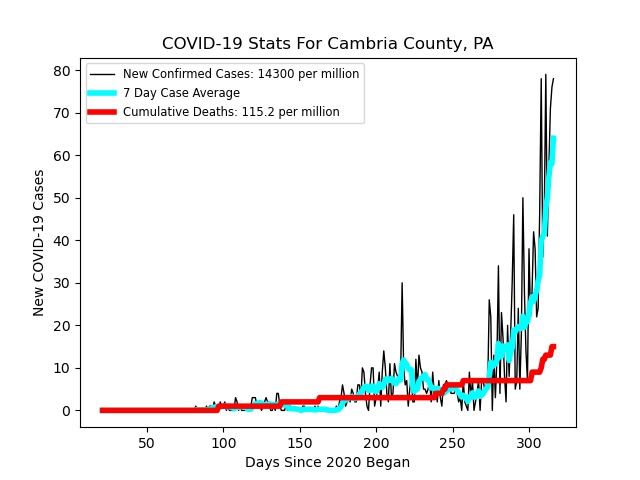 COVID-19 Stats For Cambria County, PA
New Confirmed Cases: 14300 per million
7 Day Case Average
Cumulative Deaths: 115.2 per million
New COVID-19 Cases
80
70
60
50
40
30
20
10
0
50 100 150 200 250 300
Days Since 2020 Began